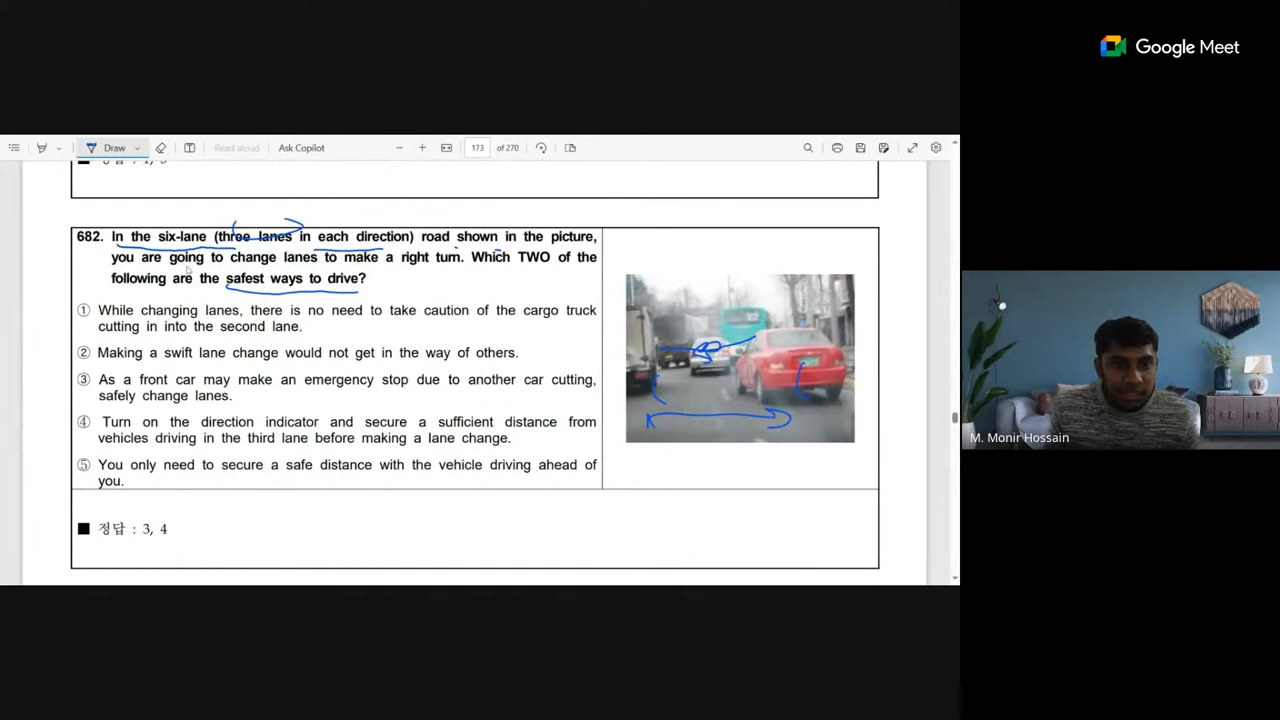 Google Meet
Draw
Read aloud
Ask Copilot
173
of 270
682. In the six-lane (three lanes in each direction) road shown in the picture,
you are going to change lanes to make a right turn. Which TWO of the
following are the safest ways to drive?
① While changing lanes, there is no need to take caution of the cargo truck
cutting in into the second lane.
② Making a swift lane change would not get in the way of others.
③ As a front car may make an emergency stop due to another car cutting,
safely change lanes.
④ Turn on the direction indicator and secure a sufficient distance from
vehicles driving in the third lane before making a lane change.
⑤ You only need to secure a safe distance with the vehicle driving ahead of
you.
■ 정답 : 3, 4
M. Monir Hossain